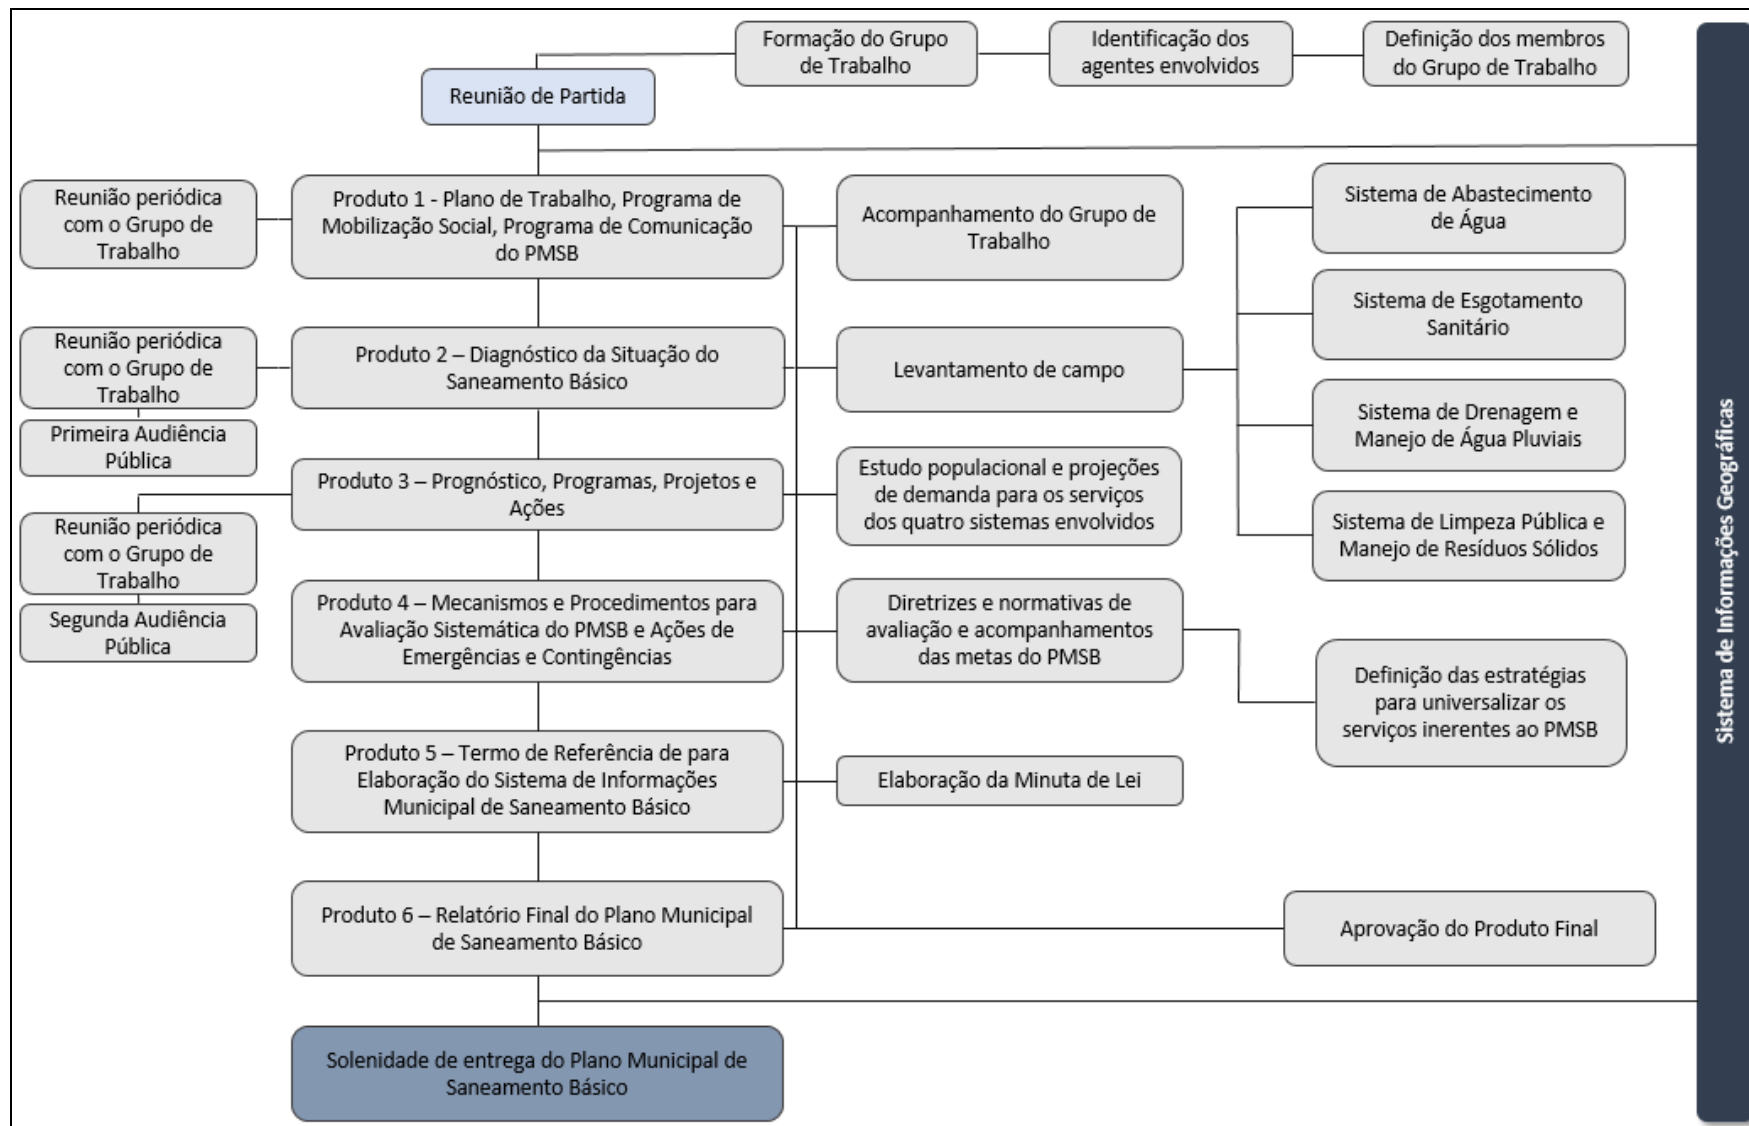 Formação do Grupo
de Trabalho
Identificação dos
agentes envolvidos
Definição dos membros
do Grupo de Trabalho
Reunião de Partida
Reunião periódica
com o Grupo de
Trabalho
Produto 1 - Plano de Trabalho, Programa de
Mobilização Social, Programa de Comunicação
do PMSB
Acompanhamento do Grupo de
Trabalho
Sistema de Abastecimento
de Água
Sistema de Esgotamento
Sanitário
Reunião periódica
com o Grupo de
Trabalho
Produto 2 – Diagnóstico da Situação do
Saneamento Básico
Levantamento de campo
Sistema de Drenagem e
Manejo de Água Pluviais
Primeira Audiência
Pública
Produto 3 – Prognóstico, Programas, Projetos e
Ações
Estudo populacional e projeções
de demanda para os serviços
dos quatro sistemas envolvidos
Sistema de Limpeza Pública e
Manejo de Resíduos Sólidos
Reunião periódica
com o Grupo de
Trabalho
Segunda Audiência
Pública
Produto 4 – Mecanismos e Procedimentos para
Avaliação Sistemática do PMSB e Ações de
Emergências e Contingências
Diretrizes e normativas de
avaliação e acompanhamentos
das metas do PMSB
Definição das estratégias
para universalizar os
serviços inerentes ao PMSB
Produto 5 – Termo de Referência de para
Elaboração do Sistema de Informações
Municipal de Saneamento Básico
Elaboração da Minuta de Lei
Produto 6 – Relatório Final do Plano Municipal
de Saneamento Básico
Aprovação do Produto Final
Solenidade de entrega do Plano Municipal de
Saneamento Básico
Sistema de Informações Geográficas